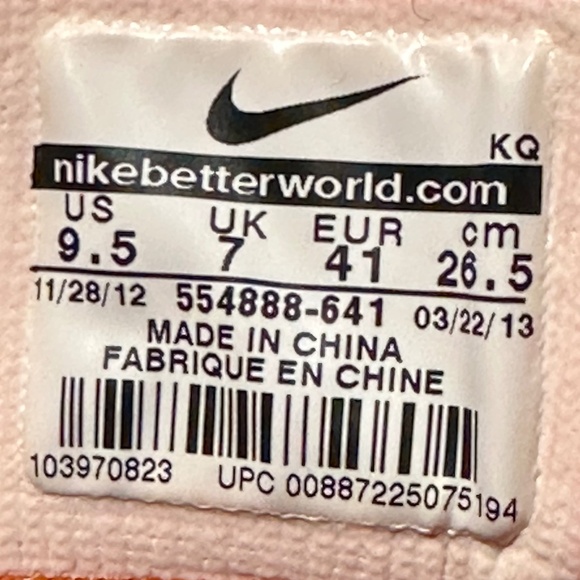 KQ
nikebetterworld.com
US UK EUR cm
9.5 7 41 26.5
11/28/12 554888-641 03/22/13
MADE IN CHINA
FABRIQUE EN CHINE
103970823 UPC 00887225075194